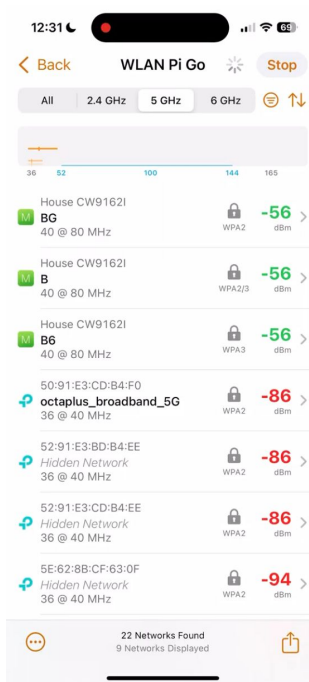 12:31
69
Back
WLAN Pi Go
Stop
All
2.4 GHz
5 GHz
6 GHz
36
52
100
144
165
House CW9162I
M
BG
WPA2
-56
dBm
40 @ 80 MHz
House CW9162I
M
B
WPA2/3
-56
dBm
40 @ 80 MHz
House CW9162I
M
B6
WPA3
-56
dBm
40 @ 80 MHz
50:91:E3:CD:B4:F0
octaplus_broadband_5G
WPA2
-86
dBm
36 @ 40 MHz
52:91:E3:BD:B4:EE
Hidden Network
WPA2
-86
dBm
36 @ 40 MHz
52:91:E3:CD:B4:EE
Hidden Network
WPA2
-86
dBm
36 @ 40 MHz
5E:62:8B:CF:63:0F
Hidden Network
WPA2
-94
dBm
36 @ 40 MHz
22 Networks Found
9 Networks Displayed